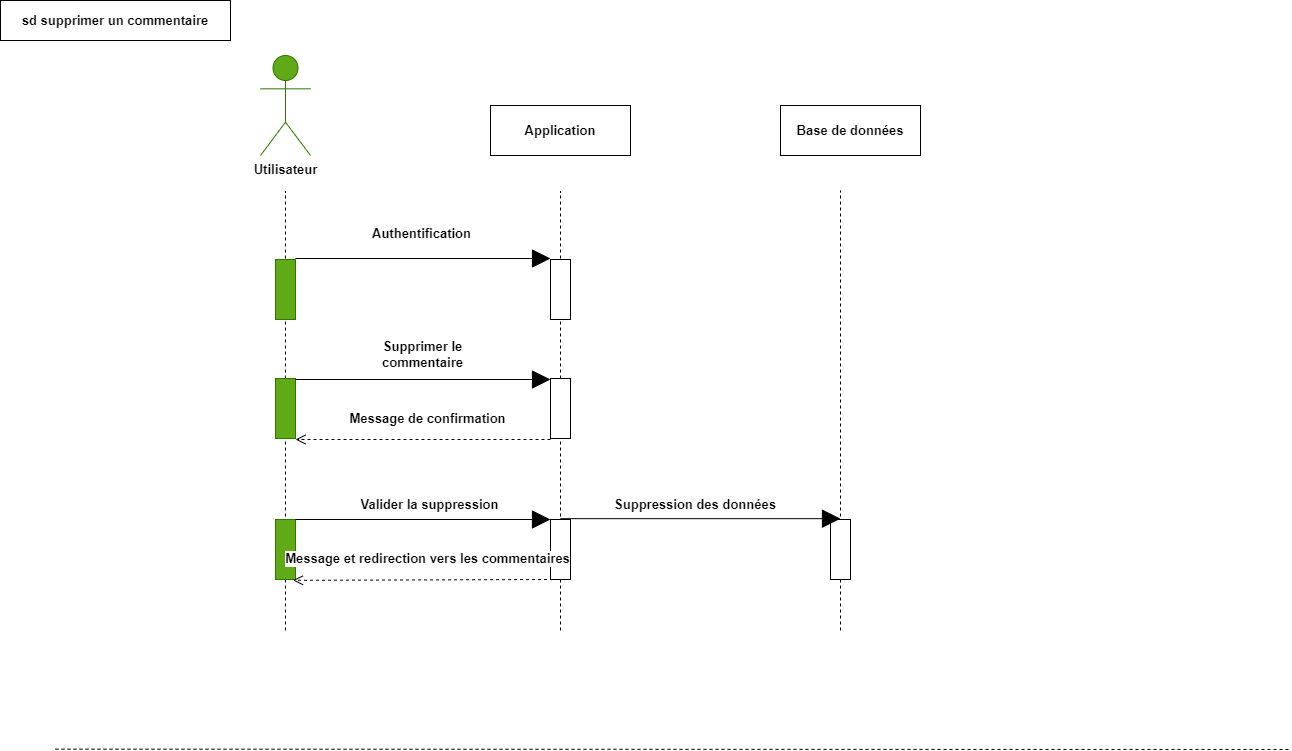 sd supprimer un commentaire
Utilisateur
Application
Base de données
Authentification
Supprimer le
commentaire
Message de confirmation
Valider la suppression
Suppression des données
Message et redirection vers les commentaires